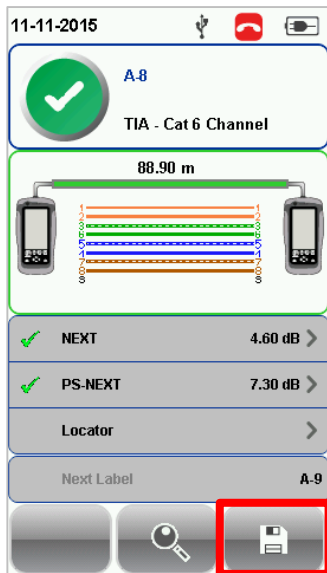 11-11-2015
A-8
TIA - Cat 6 Channel
88.90 m
1 1
2 2
3 3
6 6
5 5
4 4
7 7
8 8
S S
NEXT 4.60 dB
PS-NEXT 7.30 dB
Locator
Next Label A-9